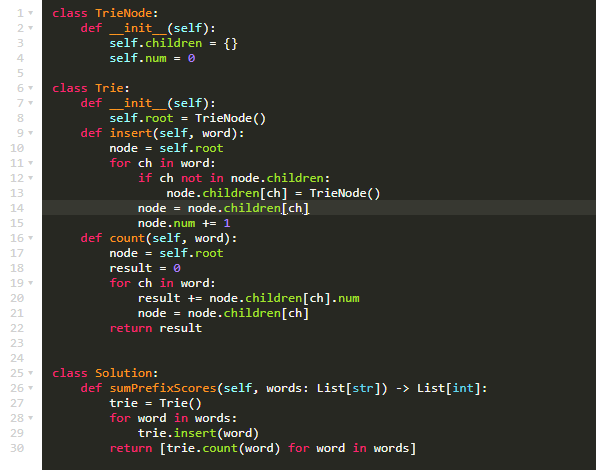 1 class TrieNode:
2     def __init__(self):
3         self.children = {}
4         self.num = 0
5
6 class Trie:
7     def __init__(self):
8         self.root = TrieNode()
9     def insert(self, word):
10         node = self.root
11         for ch in word:
12             if ch not in node.children:
13                 node.children[ch] = TrieNode()
14             node = node.children[ch]
15             node.num += 1
16     def count(self, word):
17         node = self.root
18         result = 0
19         for ch in word:
20             result += node.children[ch].num
21             node = node.children[ch]
22         return result
23
24
25 class Solution:
26     def sumPrefixScores(self, words: List[str]) -> List[int]:
27         trie = Trie()
28         for word in words:
29             trie.insert(word)
30         return [trie.count(word) for word in words]